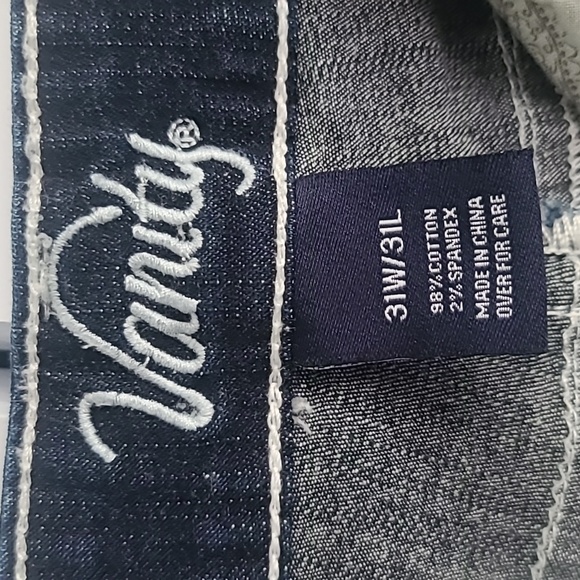 Vanity®
31W/31L
98% COTTON
2% SPANDEX
MADE IN CHINA
OVER FOR CARE